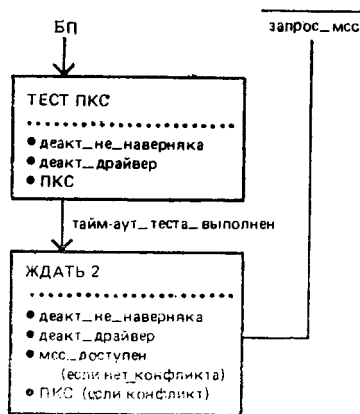 БП
запрос_мсс
ТЕСТ ПКС
• деакт_не_наверняка
• деакт_драйвер
• ПКС
тайм-аут_теста_выполнен
ЖДАТЬ 2
• деакт_не_наверняка
• деакт_драйвер
• мсс_доступен
(если нет_конфликта)
• ПКС (если конфликт)